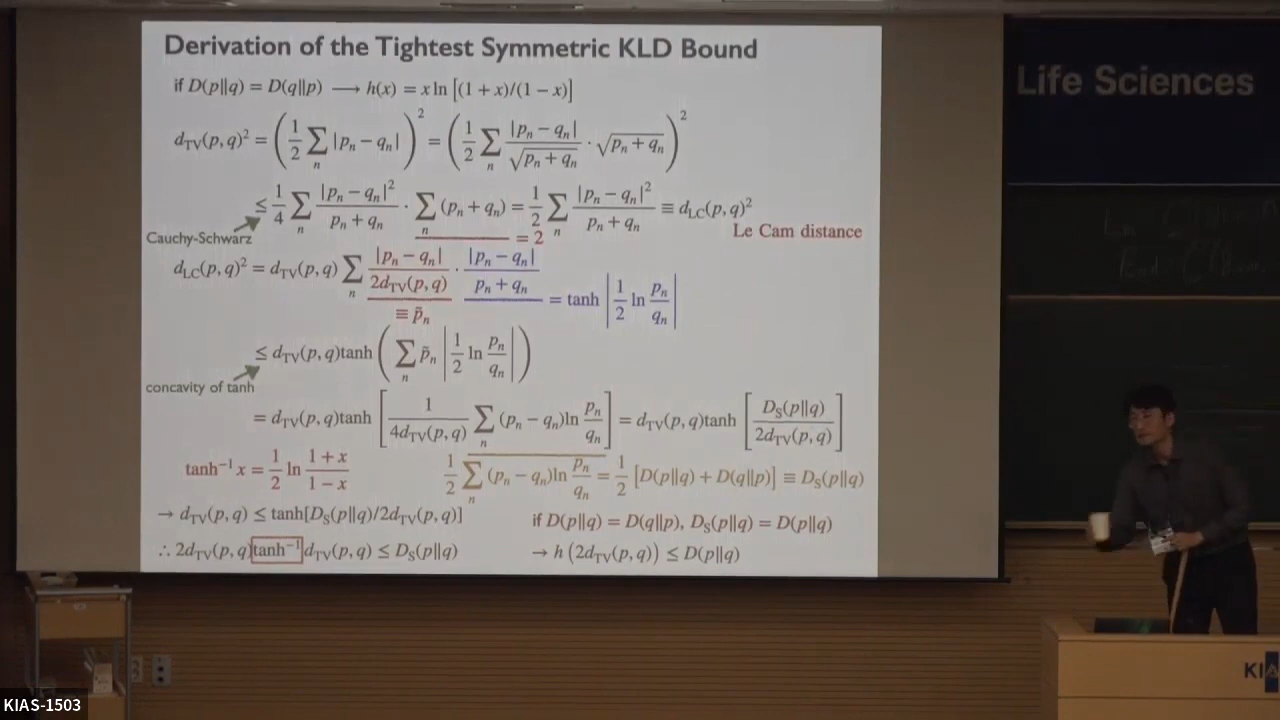 Derivation of the Tightest Symmetric KLD Bound
if D(p||q) = D(q||p) ⟶ h(x) = x ln [(1 + x)/(1 − x)]
d_TV(p, q)² = (1/2 ∑_n |p_n − q_n|)² = (1/2 ∑_n |p_n − q_n|/√(p_n + q_n) · √(p_n + q_n))²
≤ 1/4 ∑_n |p_n − q_n|²/(p_n + q_n) · ∑_n (p_n + q_n) = 1/2 ∑_n |p_n − q_n|²/(p_n + q_n) ≡ d_LC(p, q)²
Cauchy-Schwarz
= 2
Le Cam distance
d_LC(p, q)² = d_TV(p, q) ∑_n |p_n − q_n|/2d_TV(p, q) · |p_n − q_n|/(p_n + q_n) = tanh |1/2 ln p_n/q_n|
≡ p̃_n
≤ d_TV(p, q)tanh (∑_n p̃_n |1/2 ln p_n/q_n|)
concavity of tanh
= d_TV(p, q)tanh [1/4d_TV(p, q) ∑_n (p_n − q_n)ln p_n/q_n] = d_TV(p, q)tanh [D_S(p||q)/2d_TV(p, q)]
tanh⁻¹ x = 1/2 ln (1 + x)/(1 − x)
1/2 ∑_n (p_n − q_n)ln p_n/q_n = 1/2 [D(p||q) + D(q||p)] ≡ D_S(p||q)
→ d_TV(p, q) ≤ tanh[D_S(p||q)/2d_TV(p, q)]
if D(p||q) = D(q||p), D_S(p||q) = D(p||q)
∴ 2d_TV(p, q) tanh⁻¹ d_TV(p, q) ≤ D_S(p||q)
→ h (2d_TV(p, q)) ≤ D(p||q)
Life Sciences
KI
KIAS-1503